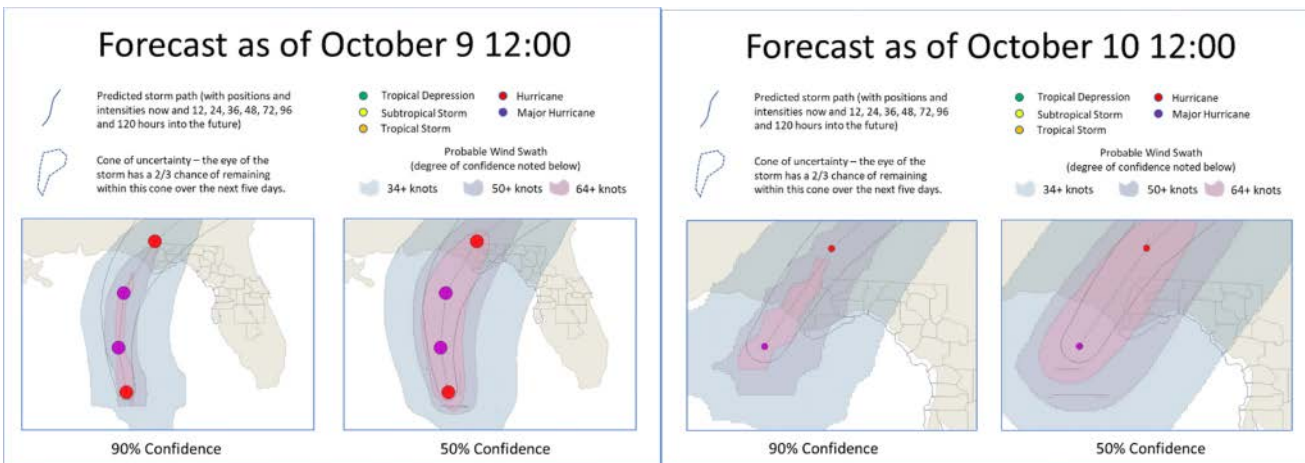 Forecast as of October 9 12:00
Predicted storm path (with positions and
intensities now and 12, 24, 36, 48, 72, 96
and 120 hours into the future)
Cone of uncertainty – the eye of the
storm has a 2/3 chance of remaining
within this cone over the next five days.
Tropical Depression
Hurricane
Subtropical Storm
Major Hurricane
Tropical Storm
Probable Wind Swath
(degree of confidence noted below)
34+ knots
50+ knots
64+ knots
90% Confidence
50% Confidence
Forecast as of October 10 12:00
Predicted storm path (with positions and
intensities now and 12, 24, 36, 48, 72, 96
and 120 hours into the future)
Cone of uncertainty – the eye of the
storm has a 2/3 chance of remaining
within this cone over the next five days.
Tropical Depression
Hurricane
Subtropical Storm
Major Hurricane
Tropical Storm
Probable Wind Swath
(degree of confidence noted below)
34+ knots
50+ knots
64+ knots
90% Confidence
50% Confidence